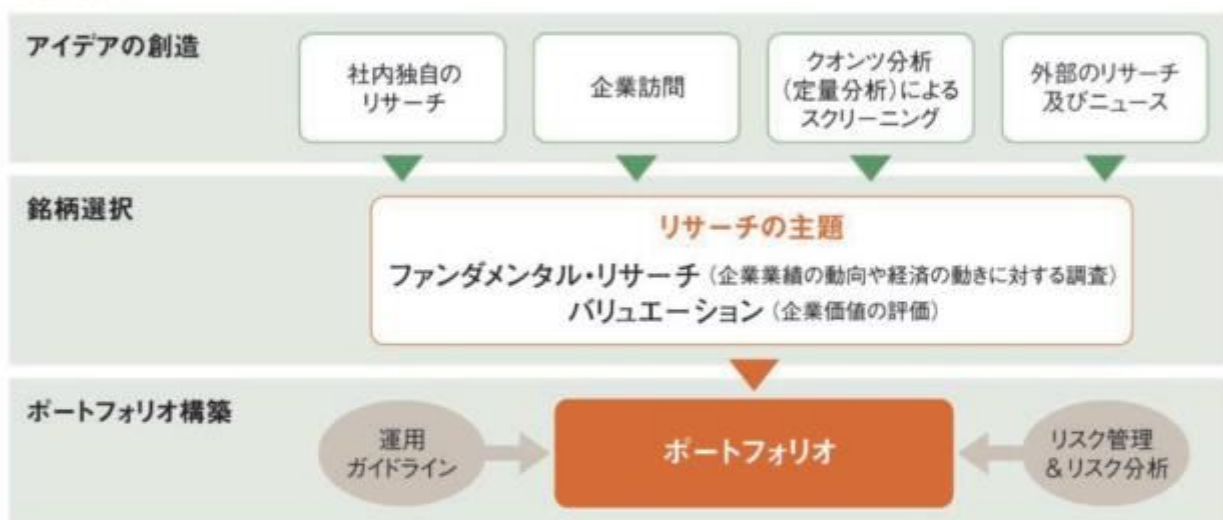 アイデアの創造
社内独自の
リサーチ
企業訪問
クオンツ分析
(定量分析)による
スクリーニング
外部のリサーチ
及びニュース
銘柄選択
リサーチの主題
ファンダメンタル・リサーチ(企業業績の動向や経済の動きに対する調査)
バリュエーション(企業価値の評価)
ポートフォリオ構築
運用
ガイドライン
ポートフォリオ
リスク管理
&リスク分析